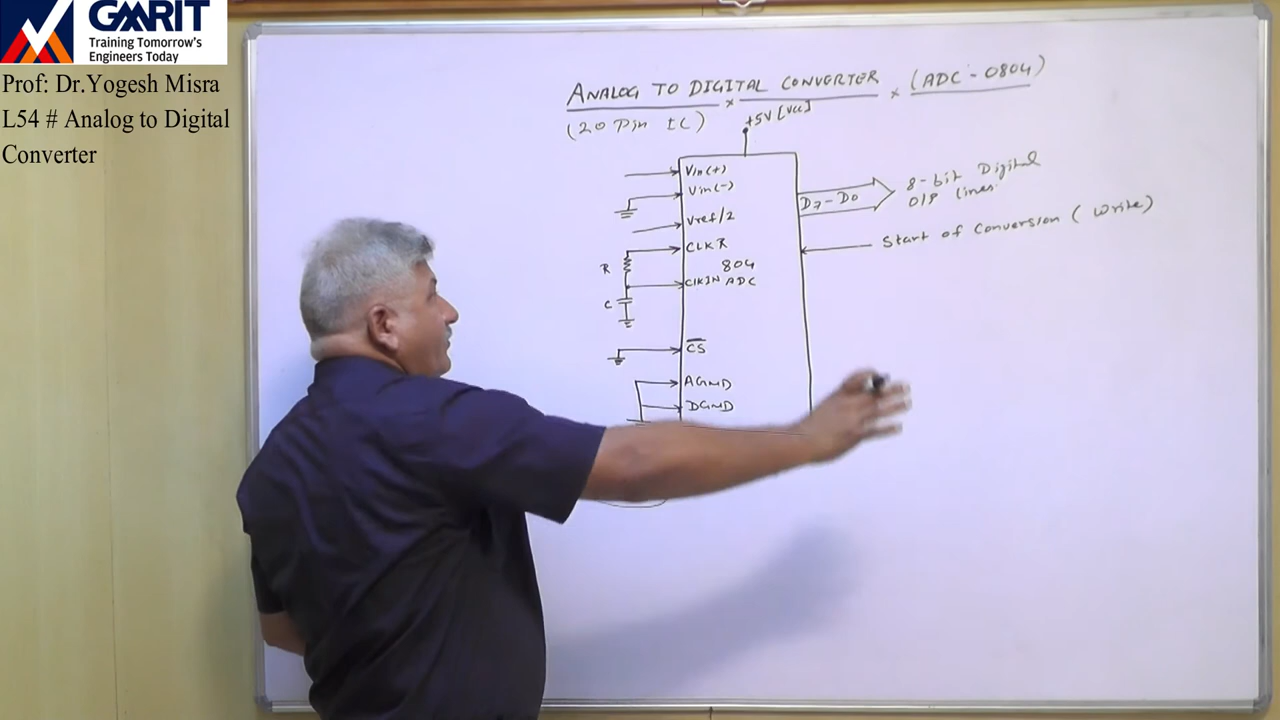 GMRIT
Training Tomorrow's
Engineers Today
Prof: Dr.Yogesh Misra
L54 # Analog to Digital
Converter
ANALOG TO DIGITAL CONVERTER (ADC - 0804)
(20 Pin IC)
+5V [VCC]
Vin(+)
Vin(-)
Vref/2
CLK R
R
804
CLKIN ADC
C
CS
AGND
DGND
D7-D0
8-bit Digital
O/P lines
Start of Conversion (Write)